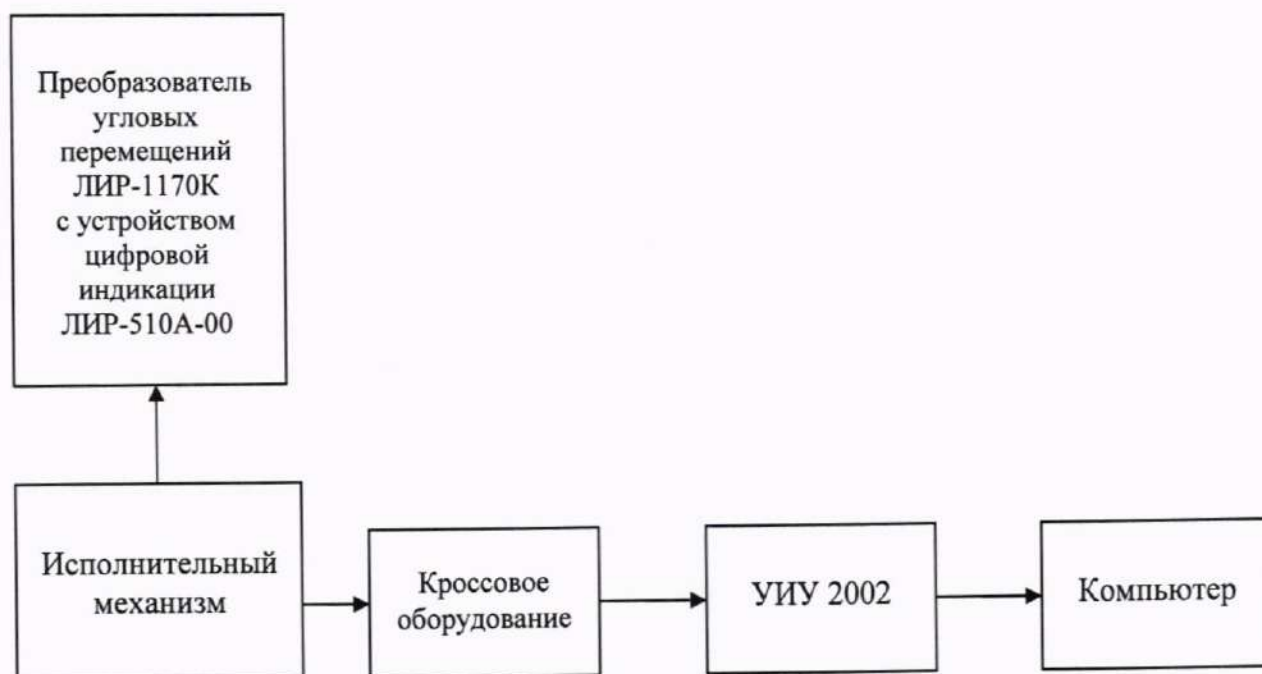 Преобразователь
угловых
перемещений
ЛИР-1170К
с устройством
цифровой
индикации
ЛИР-510А-00
Исполнительный
механизм
Кроссовое
оборудование
УИУ 2002
Компьютер